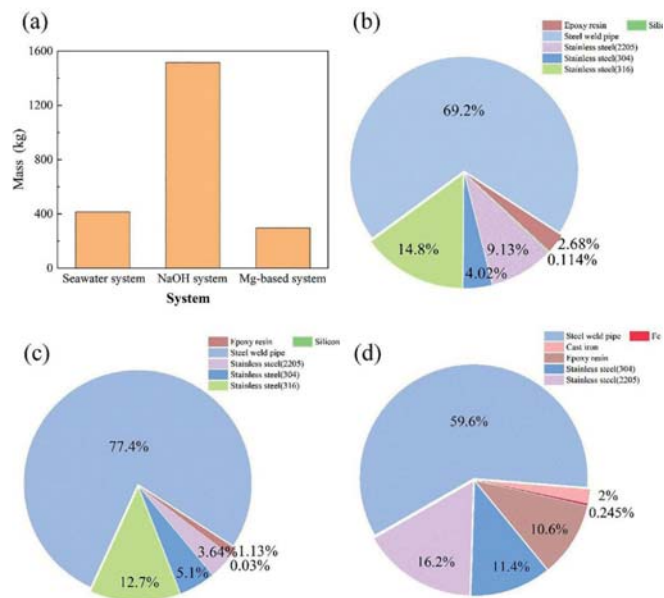 (a)
1600
1200
800
400
0
Mass (kg)
Seawater system NaOH system Mg-based system
System
(b)
Epoxy resin
Steel weld pipe
Stainless steel(2205)
Stainless steel(304)
Stainless steel(316)
69.2%
14.8%
4.02%
9.13%
2.68%
0.114%
(c)
Epoxy resin Silicon
Steel weld pipe
Stainless steel(2205)
Stainless steel(304)
Stainless steel(316)
77.4%
12.7%
5.1%
3.64%
1.13%
0.03%
(d)
Steel weld pipe Fe
Cast iron
Epoxy resin
Stainless steel(304)
Stainless steel(2205)
59.6%
16.2%
11.4%
10.6%
2%
0.245%